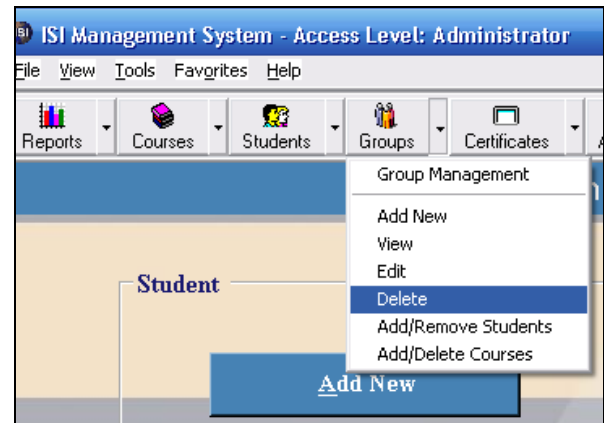 ISI Management System - Access Level: Administrator
File View Tools Favorites Help
Reports Courses Students Groups Certificates
Group Management
Add New
View
Edit
Student
Delete
Add/Remove Students
Add/Delete Courses
Add New